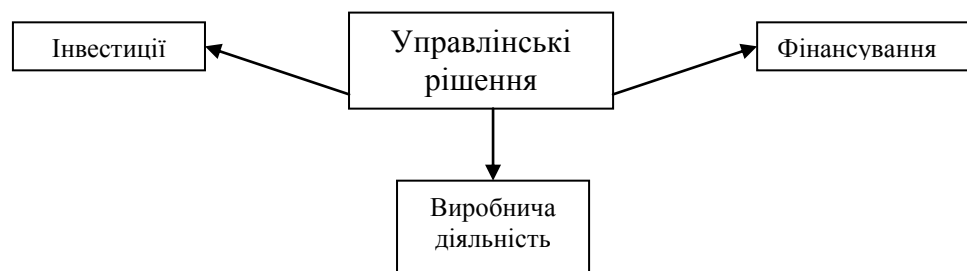 Інвестиції
Управлінські
рішення
Фінансування
Виробнича
діяльність